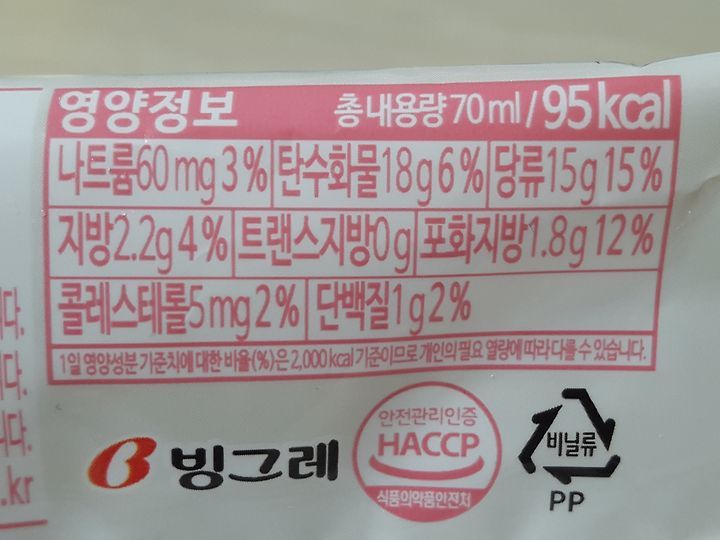 영양정보 총 내용량 70 ml / 95 kcal
나트륨 60 mg 3 % 탄수화물 18 g 6 % 당류 15 g 15 %
지방 2.2 g 4 % 트랜스지방 0 g 포화지방 1.8 g 12 %
콜레스테롤 5 mg 2 % 단백질 1 g 2 %
1일 영양성분 기준치에 대한 비율(%)은 2,000 kcal 기준이므로 개인의 필요 열량에 따라 다를 수 있습니다.
다.
다.
니다.
.kr
빙그레
안전관리인증
HACCP
식품의약품안전처
비닐류
PP